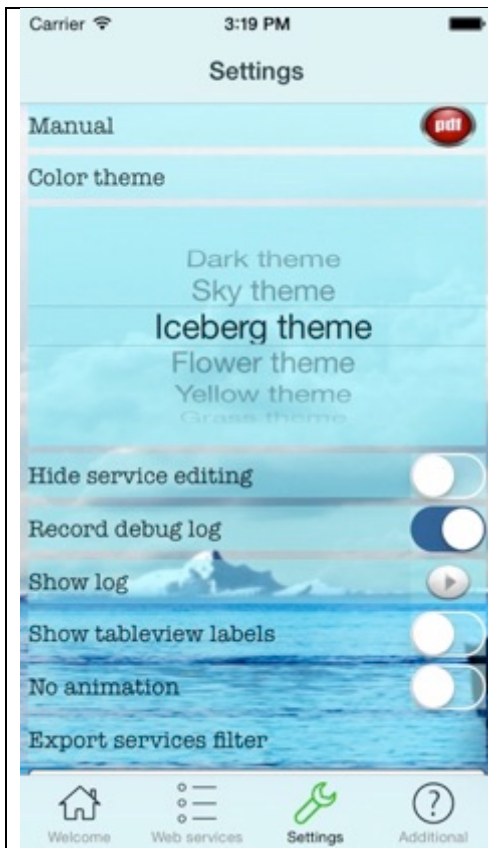 Carrier 3:19 PM
Settings
Manual pdf
Color theme
Dark theme
Sky theme
Iceberg theme
Flower theme
Yellow theme
Grass theme
Hide service editing
Record debug log
Show log
Show tableview labels
No animation
Export services filter
Welcome Web services Settings Additional